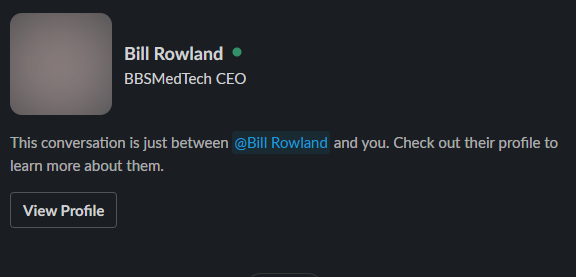 Bill Rowland
BBSMedTech CEO
This conversation is just between @Bill Rowland and you. Check out their profile to
learn more about them.
View Profile